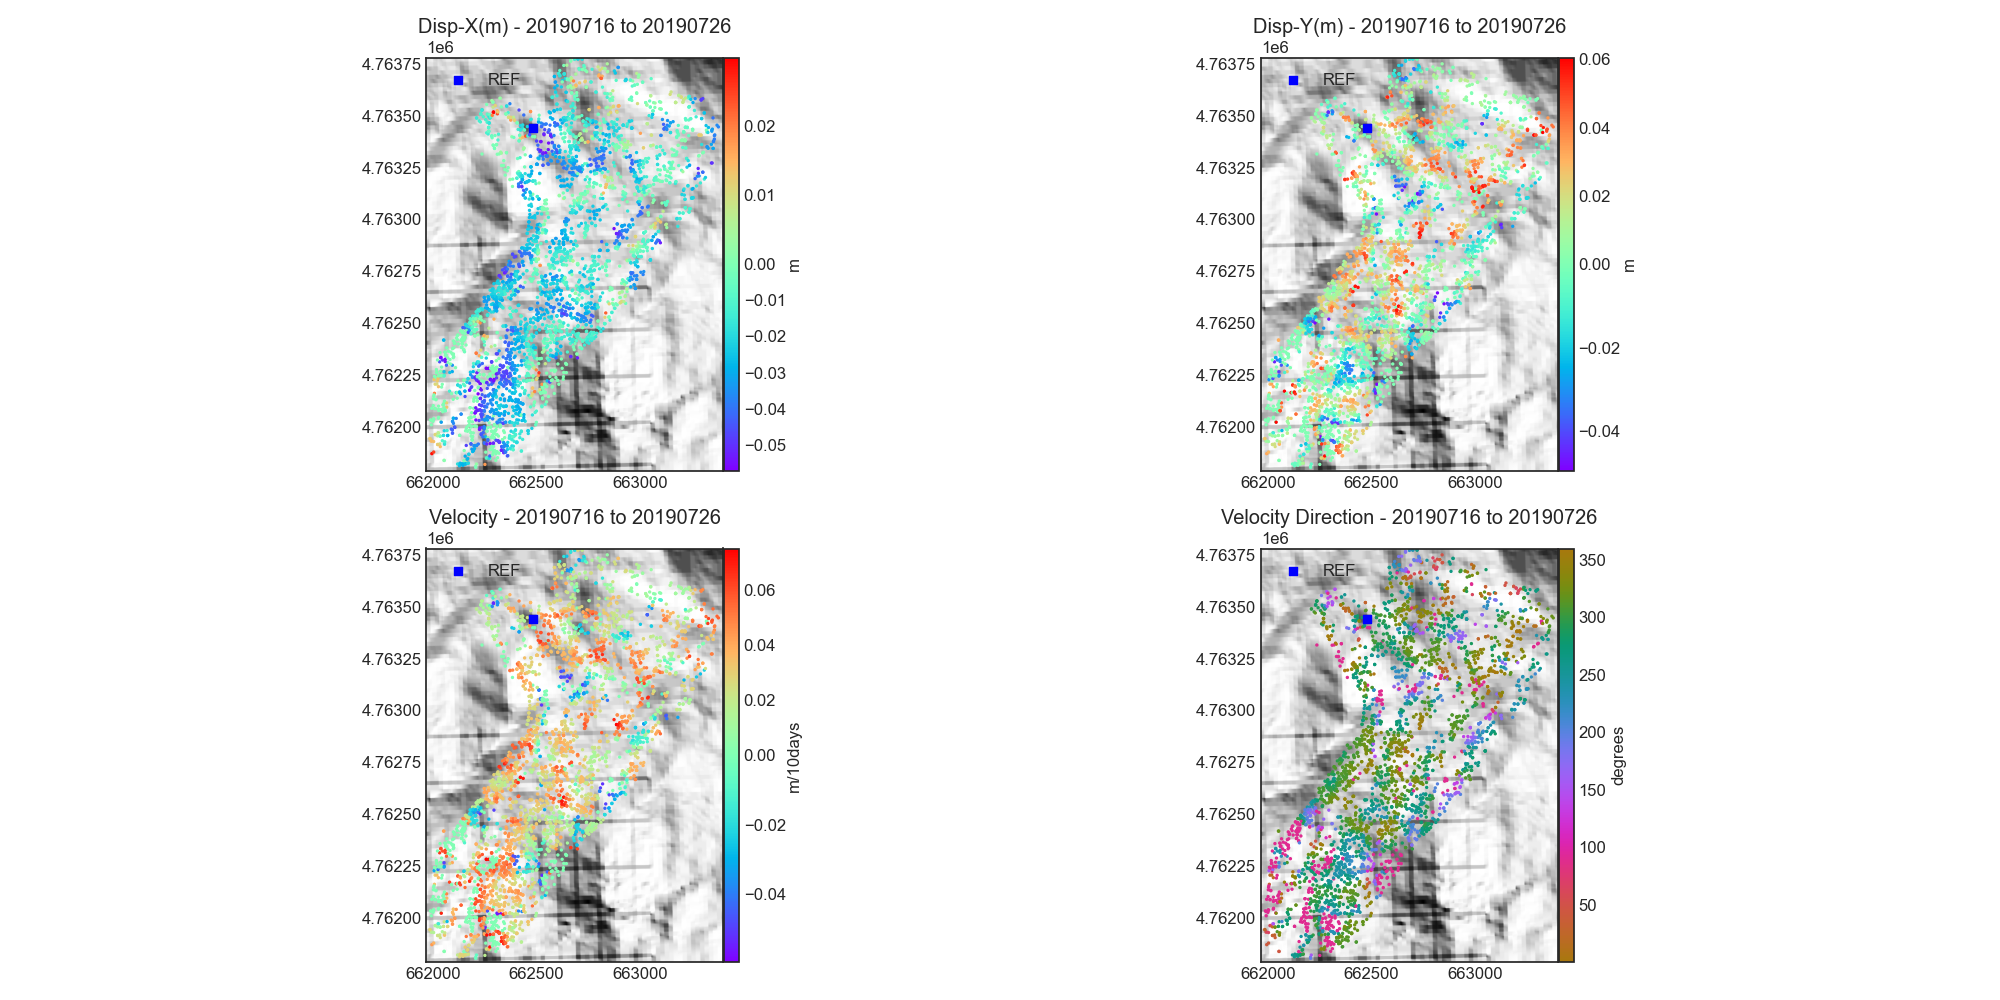 Disp-X(m) - 20190716 to 20190726
1e6
REF
4.76375
4.76350
4.76325
4.76300
4.76275
4.76250
4.76225
4.76200
662000 662500 663000
0.02
0.01
0.00
−0.01
−0.02
−0.03
−0.04
−0.05
m
Disp-Y(m) - 20190716 to 20190726
1e6
REF
4.76375
4.76350
4.76325
4.76300
4.76275
4.76250
4.76225
4.76200
662000 662500 663000
0.06
0.04
0.02
0.00
−0.02
−0.04
m
Velocity - 20190716 to 20190726
1e6
REF
4.76375
4.76350
4.76325
4.76300
4.76275
4.76250
4.76225
4.76200
662000 662500 663000
0.06
0.04
0.02
0.00
−0.02
−0.04
m/10days
Velocity Direction - 20190716 to 20190726
1e6
REF
4.76375
4.76350
4.76325
4.76300
4.76275
4.76250
4.76225
4.76200
662000 662500 663000
350
300
250
200
150
100
50
degrees